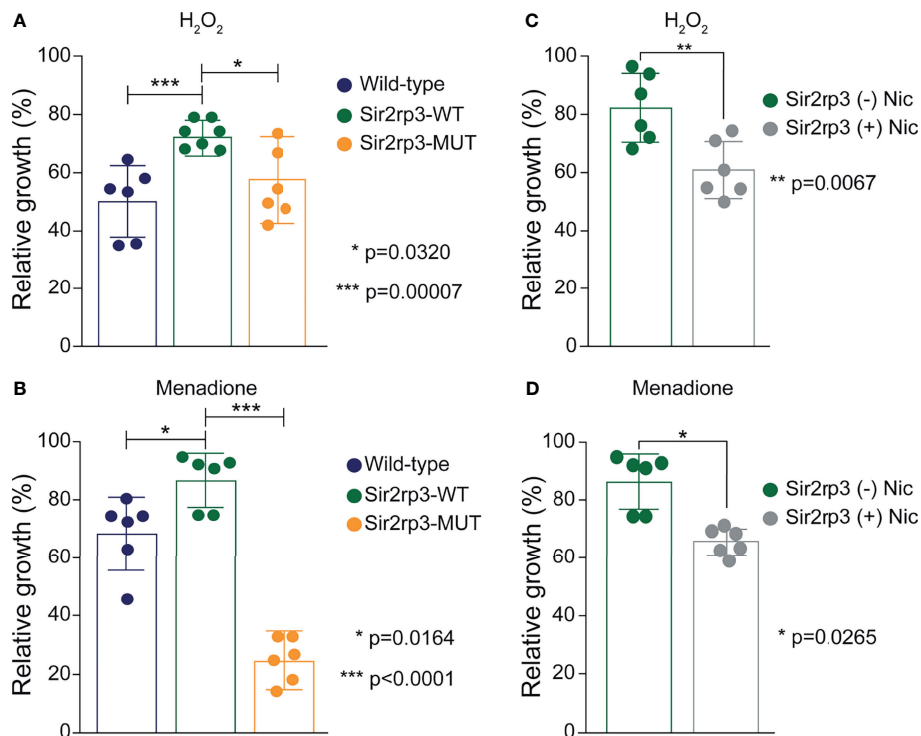 A
H₂O₂
Relative growth (%)
100
80
60
40
20
0
***
*
Wild-type
Sir2rp3-WT
Sir2rp3-MUT
* p=0.0320
*** p=0.00007
C
H₂O₂
Relative growth (%)
100
80
60
40
20
0
**
Sir2rp3 (-) Nic
Sir2rp3 (+) Nic
** p=0.0067
B
Menadione
Relative growth (%)
100
80
60
40
20
0
*
***
Wild-type
Sir2rp3-WT
Sir2rp3-MUT
* p=0.0164
*** p<0.0001
D
Menadione
Relative growth (%)
100
80
60
40
20
0
*
Sir2rp3 (-) Nic
Sir2rp3 (+) Nic
* p=0.0265